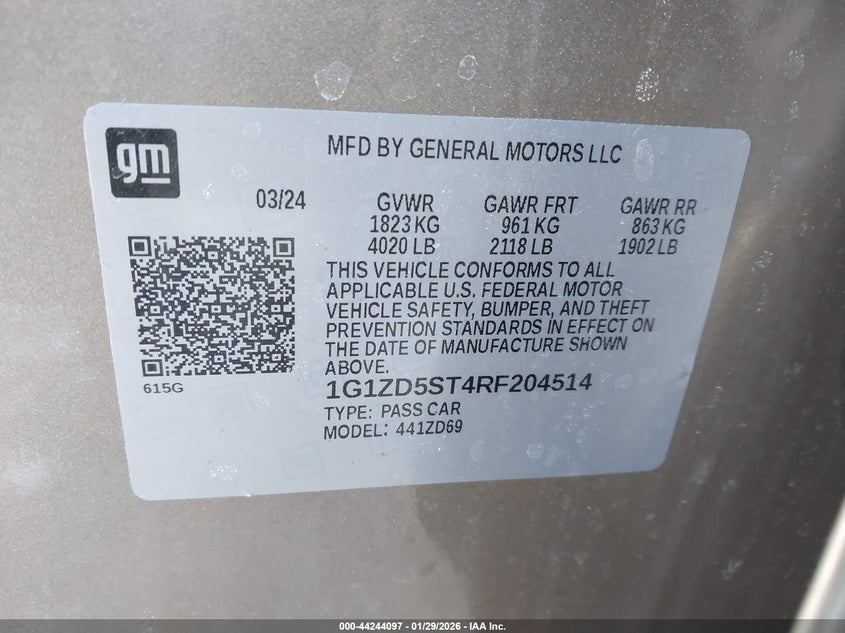 gm
MFD BY GENERAL MOTORS LLC
03/24 GVWR GAWR FRT GAWR RR
1823 KG 961 KG 863 KG
4020 LB 2118 LB 1902 LB
THIS VEHICLE CONFORMS TO ALL
APPLICABLE U.S. FEDERAL MOTOR
VEHICLE SAFETY, BUMPER, AND THEFT
PREVENTION STANDARDS IN EFFECT ON
THE DATE OF MANUFACTURE SHOWN
ABOVE.
615G
1G1ZD5ST4RF204514
TYPE: PASS CAR
MODEL: 441ZD69
000-44244097 - 01/29/2026 - IAA Inc.